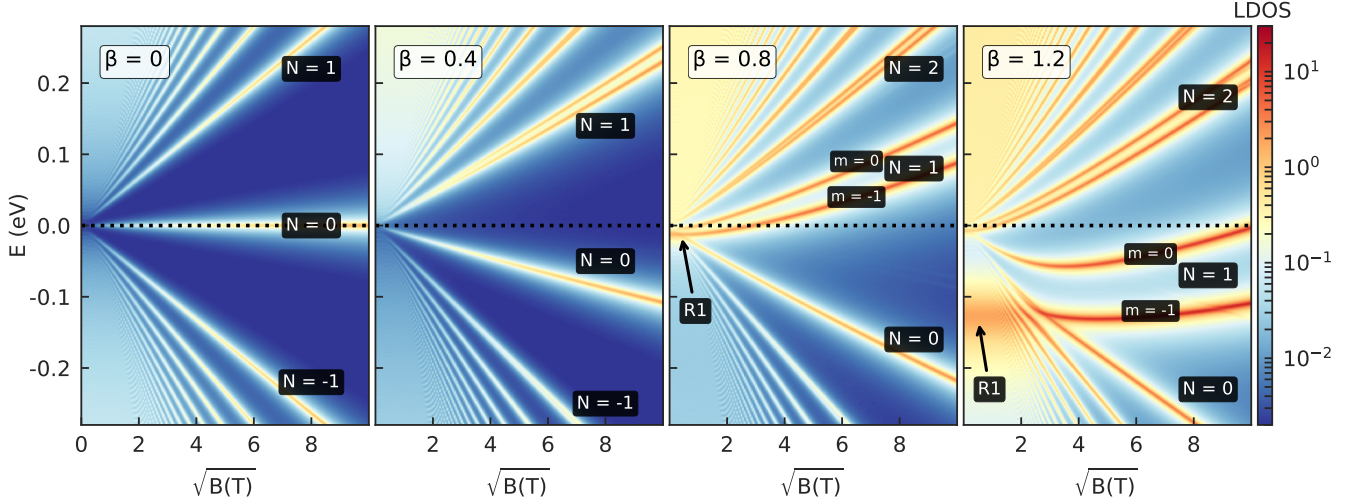 LDOS
β = 0
N = 1
N = 0
N = -1
β = 0.4
N = 1
N = 0
N = -1
β = 0.8
N = 2
m = 0
N = 1
m = -1
R1
N = 0
β = 1.2
N = 2
m = 0
N = 1
m = -1
R1
N = 0
E (eV)
0.2
0.1
0.0
-0.1
-0.2
10¹
10⁰
10⁻¹
10⁻²
0 2 4 6 8
2 4 6 8
2 4 6 8
2 4 6 8
√B(T)
√B(T)
√B(T)
√B(T)